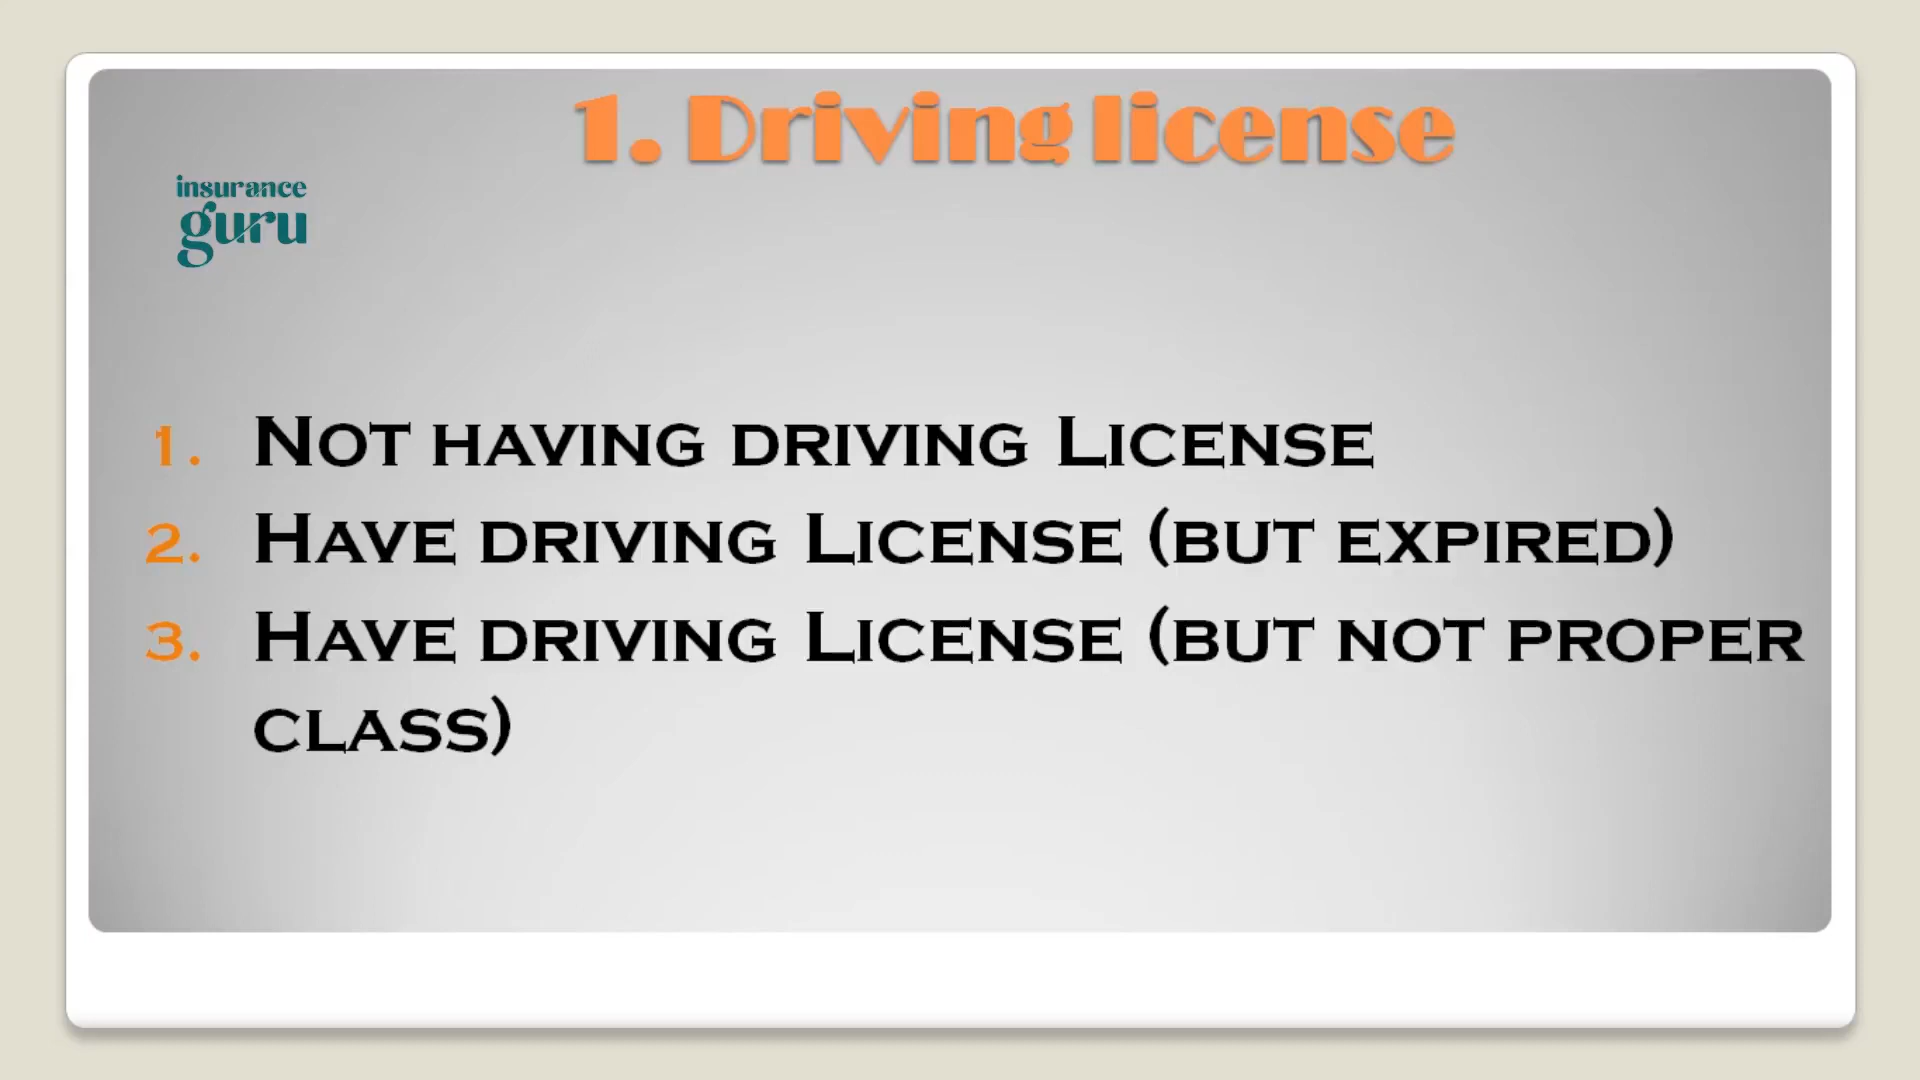 1. Driving license
insurance
guru
1. Not having driving License
2. Have driving License (but expired)
3. Have driving License (but not proper
class)